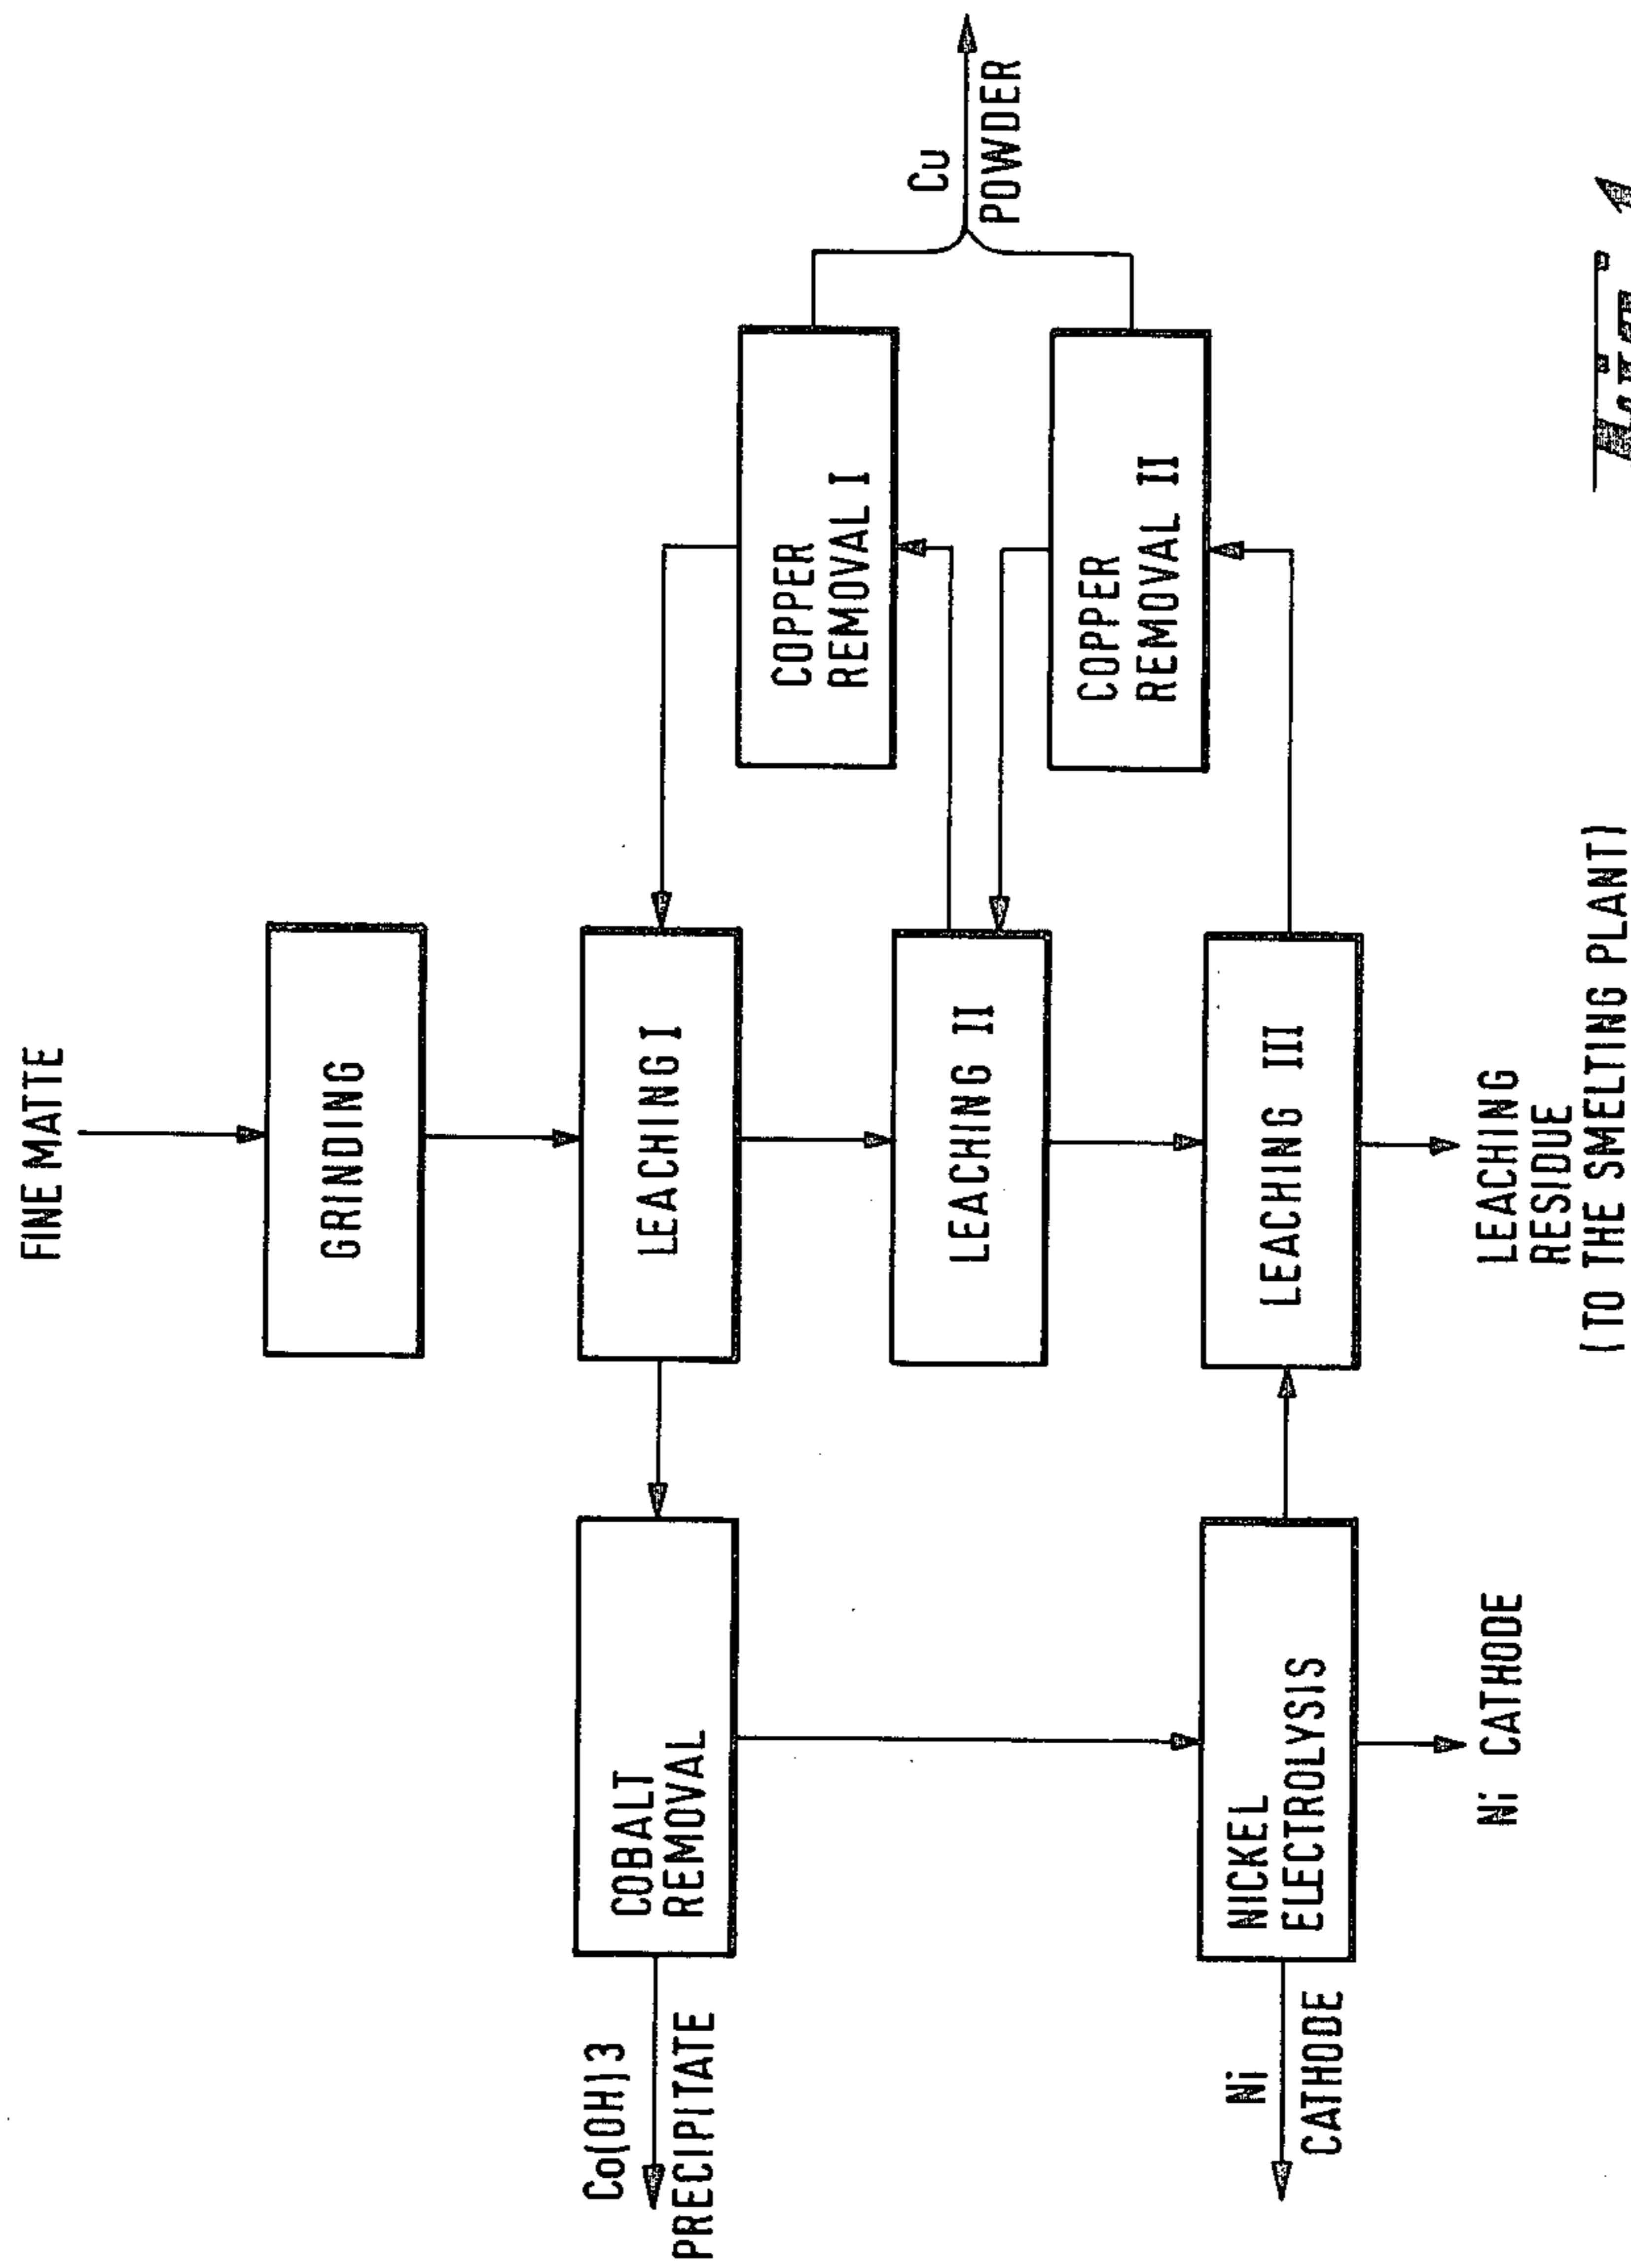 FINE MATTE
GRINDING
Co(OH)3
PRECIPITATE
COBALT
REMOVAL
LEACHING I
COPPER
REMOVAL I
Cu
POWDER
LEACHING II
COPPER
REMOVAL II
Ni
CATHODE
NICKEL
ELECTROLYSIS
LEACHING III
Ni CATHODE
LEACHING
RESIDUE
(TO THE SMELTING PLANT)